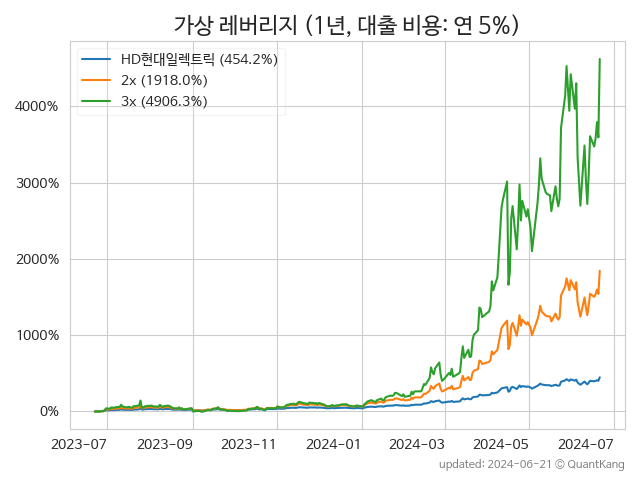 가상 레버리지 (1년, 대출 비용: 연 5%)
HD현대일렉트릭 (454.2%)
2x (1918.0%)
3x (4906.3%)
4000%
3000%
2000%
1000%
0%
2023-07 2023-09 2023-11 2024-01 2024-03 2024-05 2024-07
updated: 2024-06-21 © QuantKang